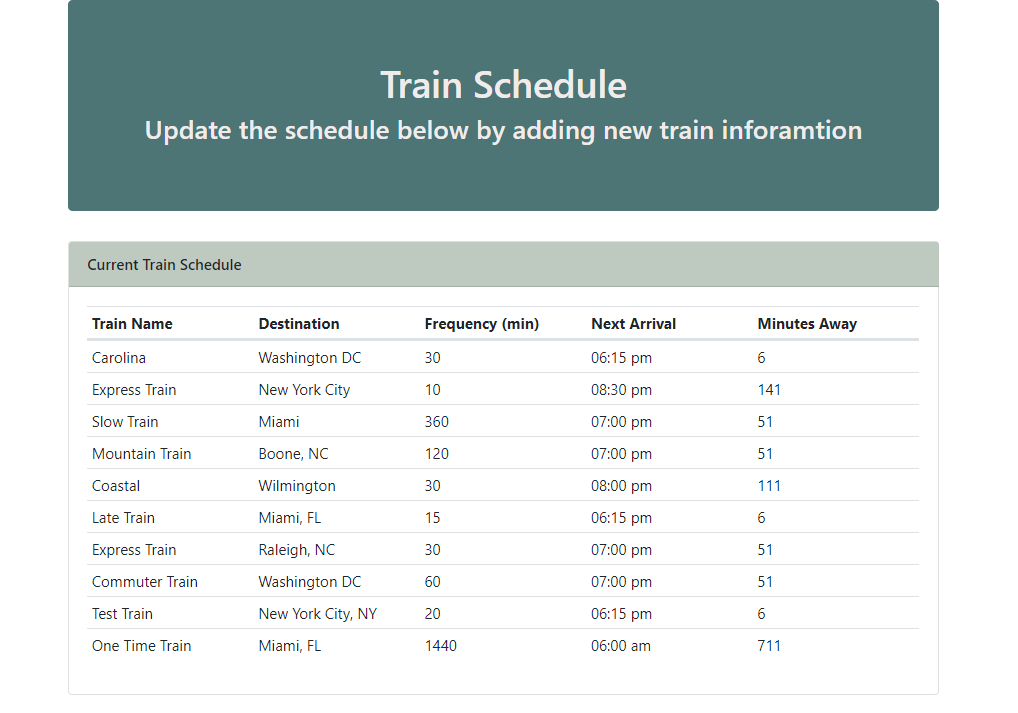 Train Schedule
Update the schedule below by adding new train inforamtion
Current Train Schedule
Train Name Destination Frequency (min) Next Arrival Minutes Away
Carolina Washington DC 30 06:15 pm 6
Express Train New York City 10 08:30 pm 141
Slow Train Miami 360 07:00 pm 51
Mountain Train Boone, NC 120 07:00 pm 51
Coastal Wilmington 30 08:00 pm 111
Late Train Miami, FL 15 06:15 pm 6
Express Train Raleigh, NC 30 07:00 pm 51
Commuter Train Washington DC 60 07:00 pm 51
Test Train New York City, NY 20 06:15 pm 6
One Time Train Miami, FL 1440 06:00 am 711